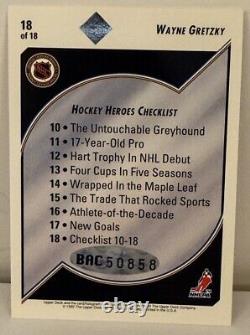 18
of 18
WAYNE GRETZKY
HOCKEY HEROES CHECKLIST
10 • The Untouchable Greyhound
11 • 17-Year-Old Pro
12 • Hart Trophy In NHL Debut
13 • Four Cups In Five Seasons
14 • Wrapped In the Maple Leaf
15 • The Trade That Rocked Sports
16 • Athlete-of-the-Decade
17 • New Goals
18 • Checklist 10-18
BAC50858